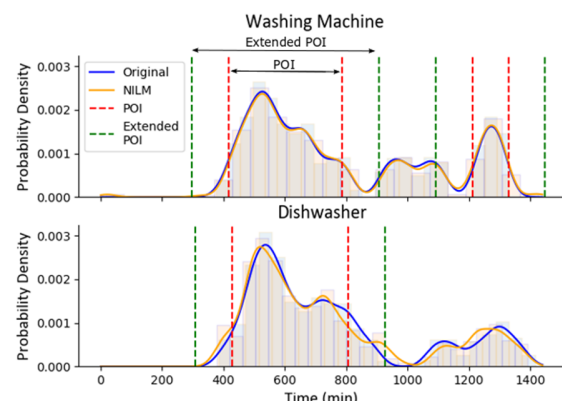 Washing Machine
Extended POI
POI
Original
NILM
POI
Extended
POI
Probability Density
0.003
0.002
0.001
0.000
Dishwasher
Probability Density
0.003
0.002
0.001
0.000
0 200 400 600 800 1000 1200 1400
Time (min)